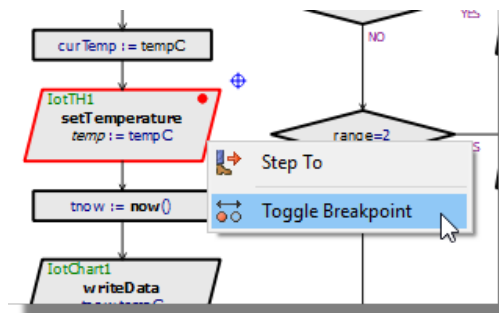 YES
curTemp := tempC
NO
IotTH1
setTemperature
temp := tempC
range=2
Step To
tnow := now()
Toggle Breakpoint
IotChart1
writeData